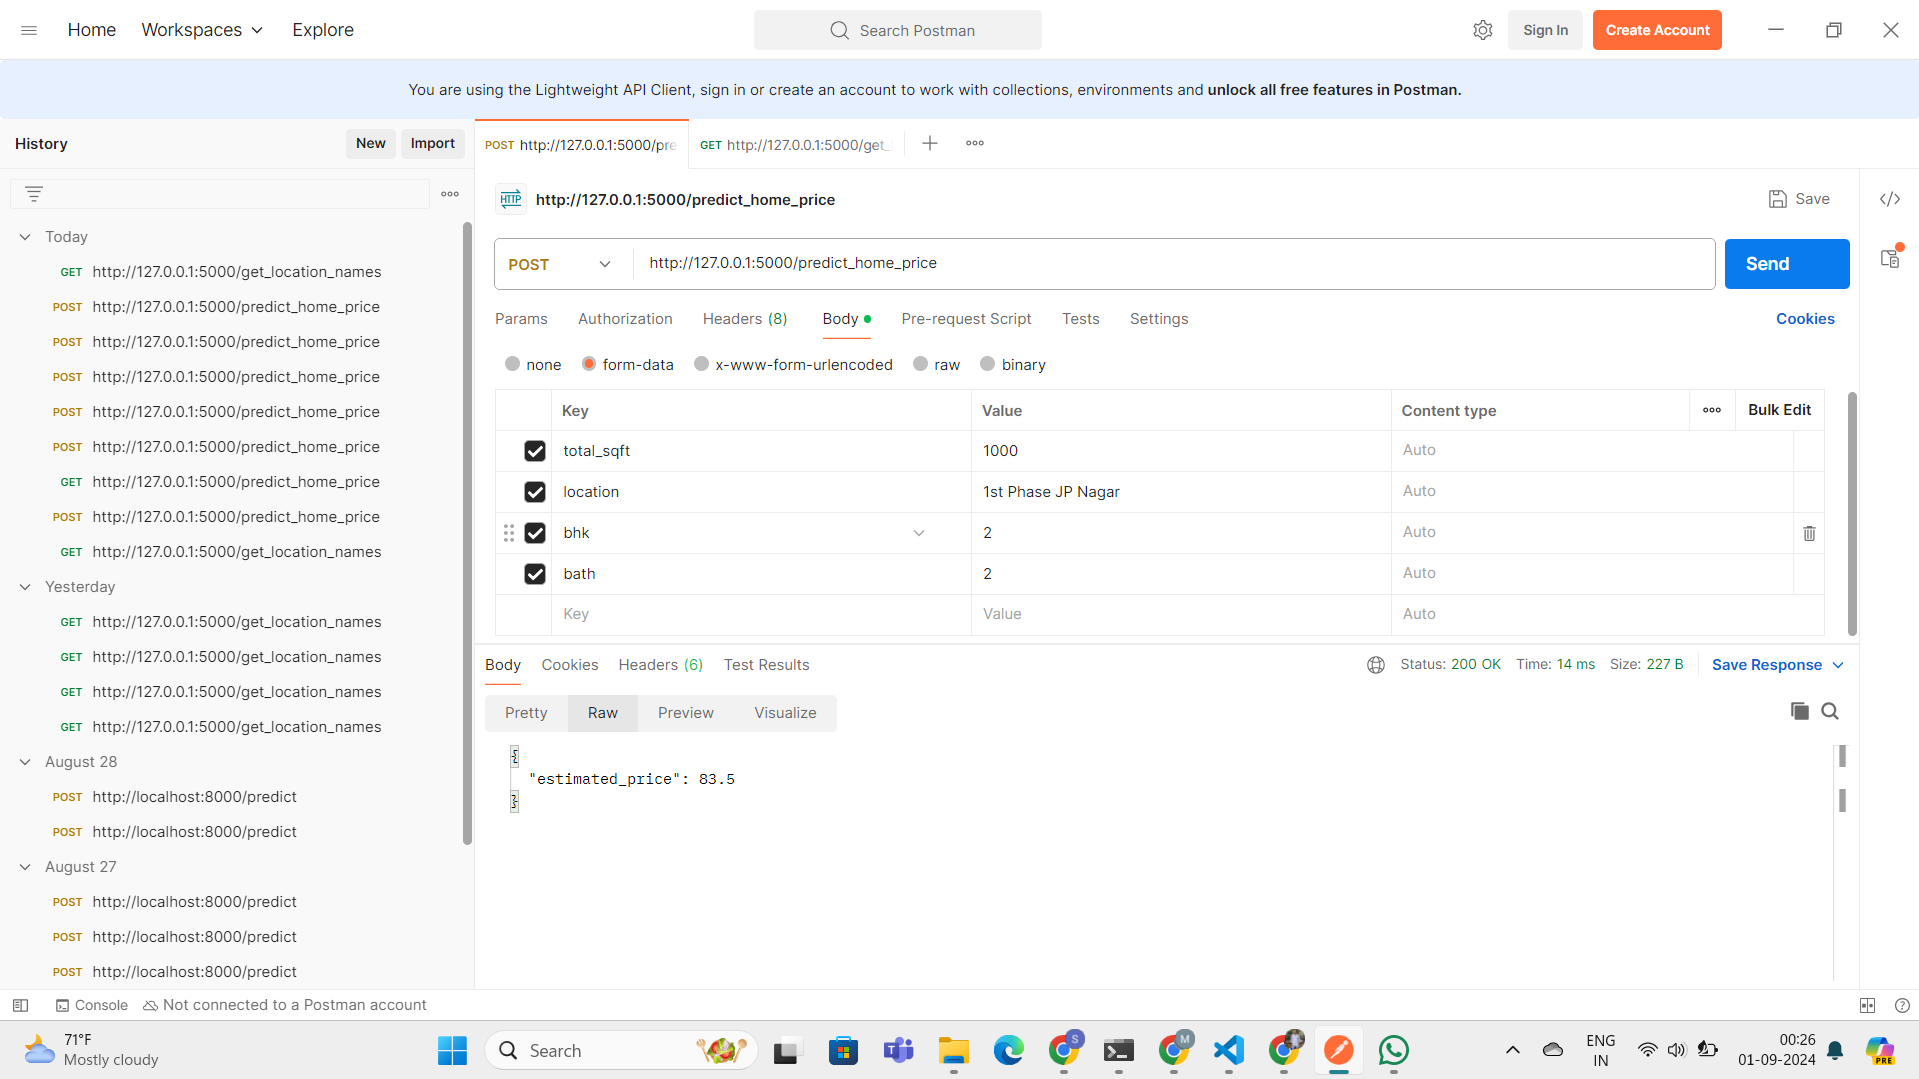 Home Workspaces Explore Search Postman Sign In Create Account
You are using the Lightweight API Client, sign in or create an account to work with collections, environments and unlock all free features in Postman.
History New Import
POST http://127.0.0.1:5000/pre GET http://127.0.0.1:5000/get_
Today
GET http://127.0.0.1:5000/get_location_names
POST http://127.0.0.1:5000/predict_home_price
POST http://127.0.0.1:5000/predict_home_price
POST http://127.0.0.1:5000/predict_home_price
POST http://127.0.0.1:5000/predict_home_price
POST http://127.0.0.1:5000/predict_home_price
GET http://127.0.0.1:5000/predict_home_price
POST http://127.0.0.1:5000/predict_home_price
GET http://127.0.0.1:5000/get_location_names
Yesterday
GET http://127.0.0.1:5000/get_location_names
GET http://127.0.0.1:5000/get_location_names
GET http://127.0.0.1:5000/get_location_names
GET http://127.0.0.1:5000/get_location_names
August 28
POST http://localhost:8000/predict
POST http://localhost:8000/predict
August 27
POST http://localhost:8000/predict
POST http://localhost:8000/predict
POST http://localhost:8000/predict
HTTP http://127.0.0.1:5000/predict_home_price Save
POST http://127.0.0.1:5000/predict_home_price Send
Params Authorization Headers (8) Body Pre-request Script Tests Settings Cookies
none form-data x-www-form-urlencoded raw binary
Key Value Content type Bulk Edit
total_sqft 1000 Auto
location 1st Phase JP Nagar Auto
bhk 2 Auto
bath 2 Auto
Key Value Auto
Body Cookies Headers (6) Test Results Status: 200 OK Time: 14 ms Size: 227 B Save Response
Pretty Raw Preview Visualize
{
"estimated_price": 83.5
}
Console Not connected to a Postman account
71°F
Mostly cloudy
Search
S
M
ENG
IN
00:26
01-09-2024
PRE